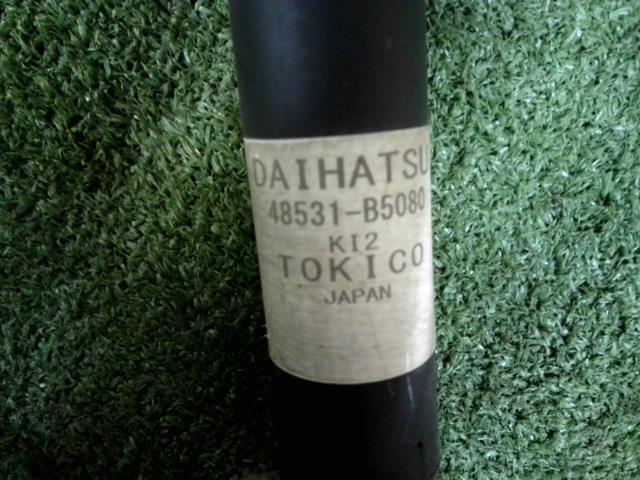 DAIHATSU
48531-B5080
KI2
TOKICO
JAPAN